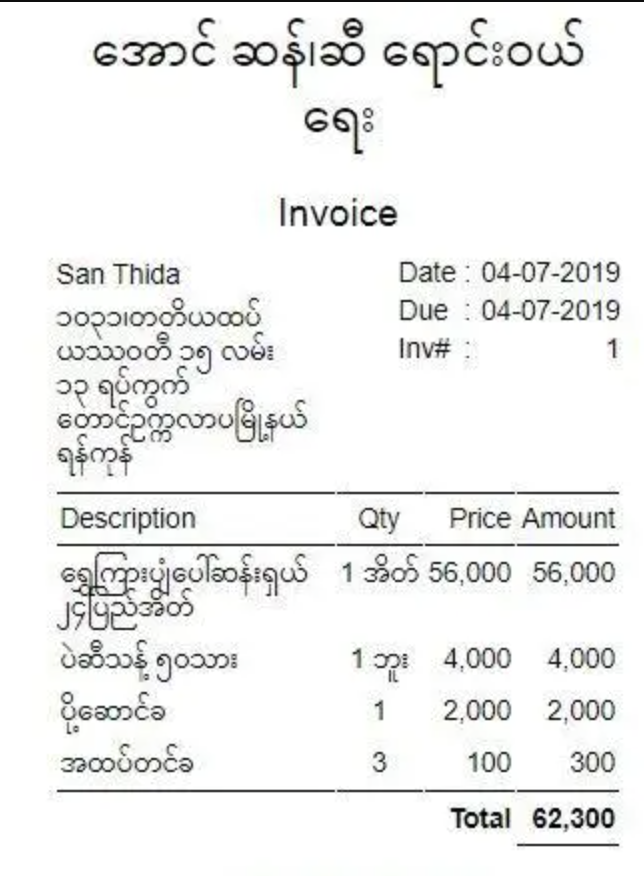 အောင် ဆန်၊ဆီ ရောင်းဝယ်
ရေး
Invoice
San Thida
၁၀၃၁၊တတိယထပ်
ယဿဝတီ ၁၅ လမ်း
၁၃ ရပ်ကွက်
တောင်ဥက္ကလာပမြို့နယ်
ရန်ကုန်
Date : 04-07-2019
Due : 04-07-2019
Inv# : 1
Description Qty Price Amount
ရွှေကြားပျံပေါ်ဆန်းရှယ် 1 အိတ် 56,000 56,000
၂၄ပြည်အိတ်
ပဲဆီသန့် ၅၀သား 1 ဘူး 4,000 4,000
ပို့ဆောင်ခ 1 2,000 2,000
အထပ်တင်ခ 3 100 300
Total 62,300